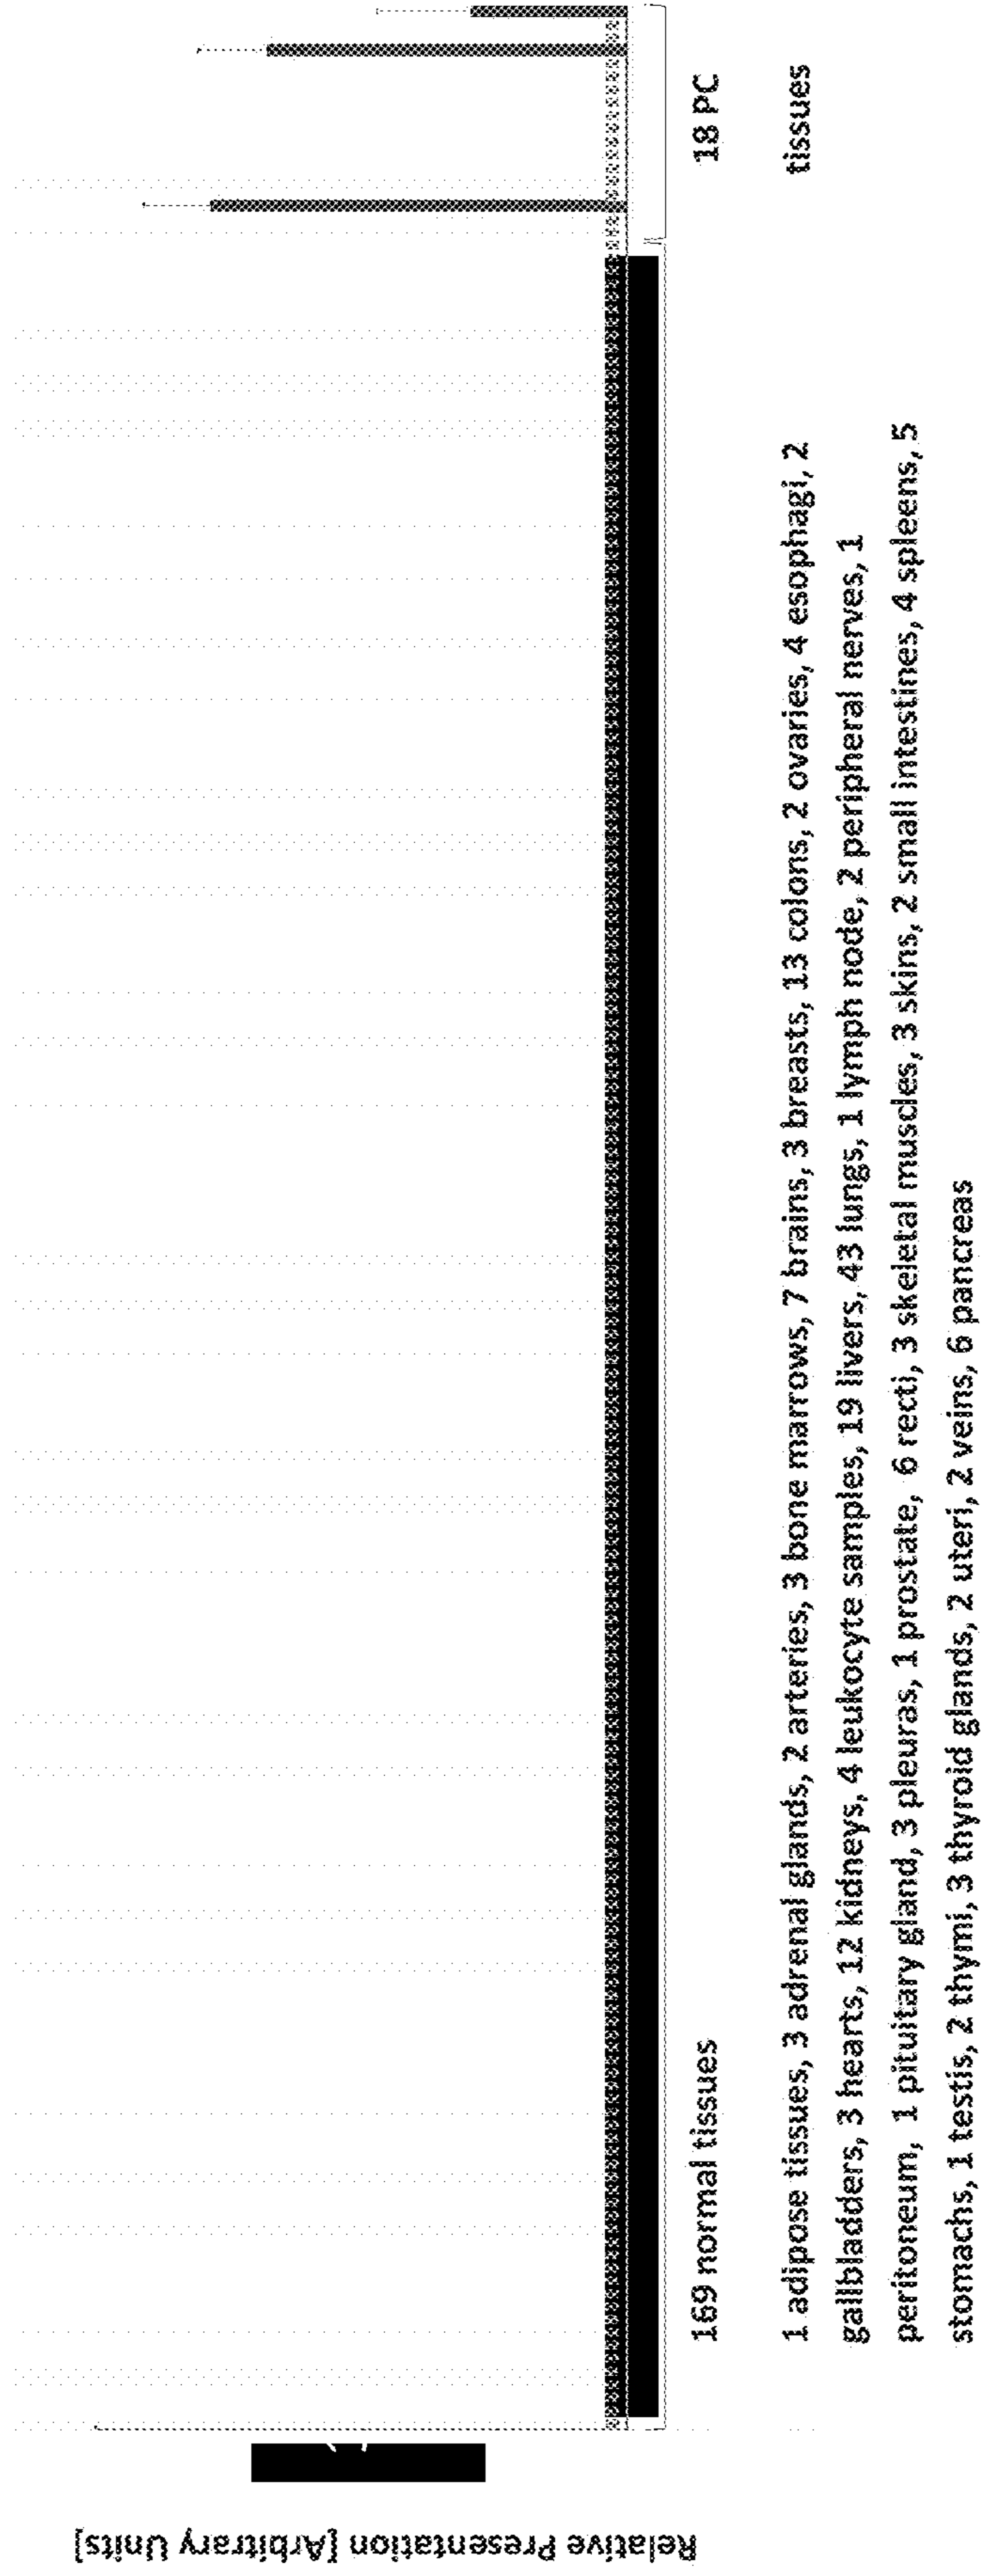 Relative Presentation [Arbitrary Units]
169 normal tissues
18 PC
tissues
1 adipose tissues, 3 adrenal glands, 2 arteries, 3 bone marrows, 7 brains, 3 breasts, 13 colons, 2 ovaries, 4 esophagi, 2
gallbladders, 3 hearts, 12 kidneys, 4 leukocyte samples, 19 livers, 43 lungs, 1 lymph node, 2 peripheral nerves, 1
peritoneum, 1 pituitary gland, 3 pleuras, 1 prostate, 6 recti, 3 skeletal muscles, 3 skins, 2 small intestines, 4 spleens, 5
stomachs, 1 testis, 2 thymi, 3 thyroid glands, 2 uteri, 2 veins, 6 pancreas